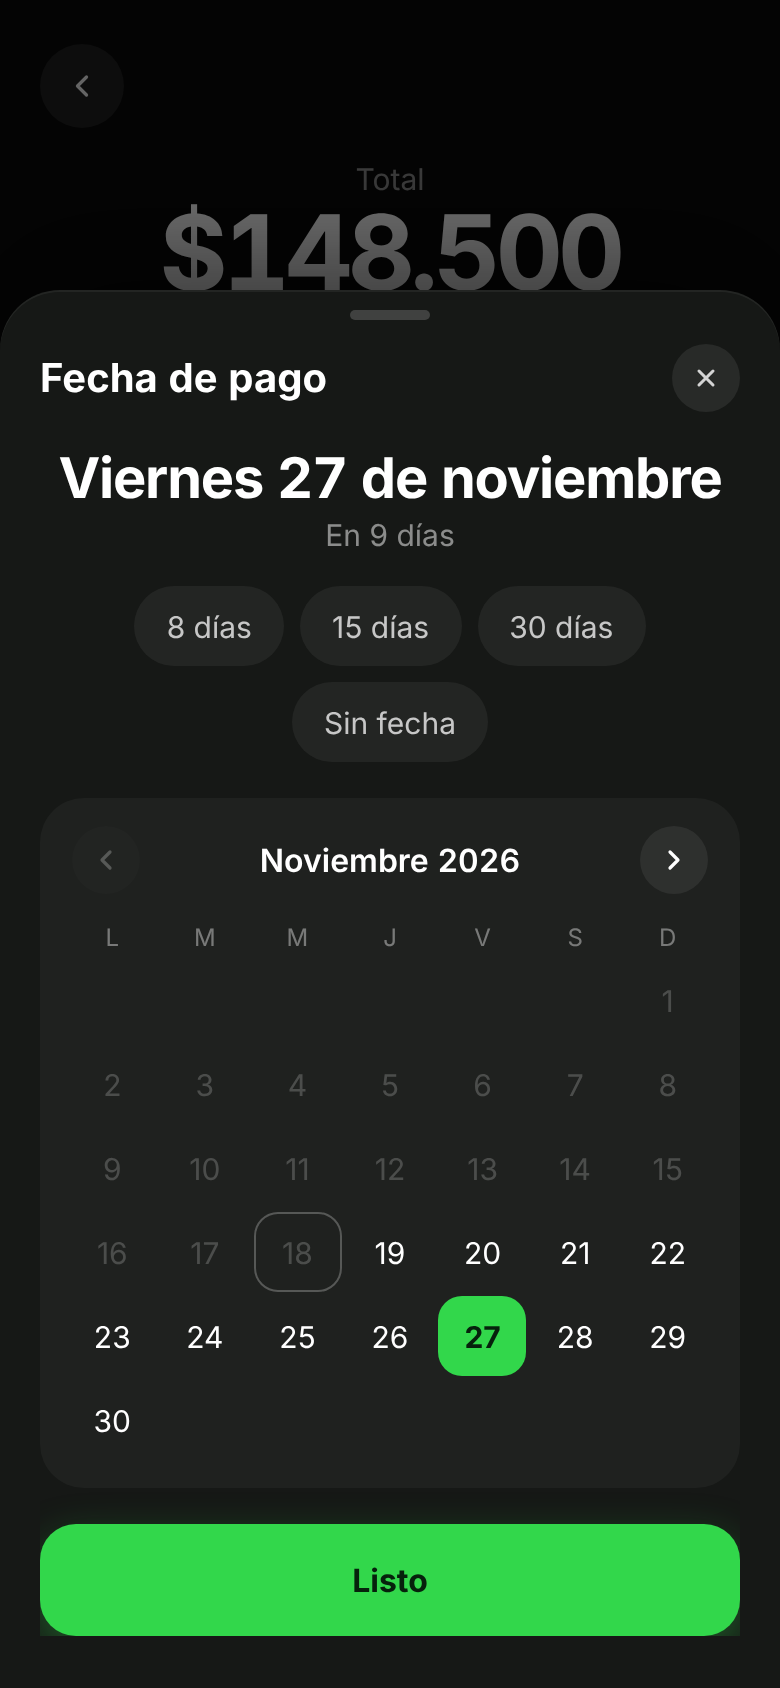 Total
$148.500
Fecha de pago
Viernes 27 de noviembre
En 9 días
8 días 15 días 30 días
Sin fecha
Noviembre 2026
L M M J V S D
1
2 3 4 5 6 7 8
9 10 11 12 13 14 15
16 17 18 19 20 21 22
23 24 25 26 27 28 29
30
Listo